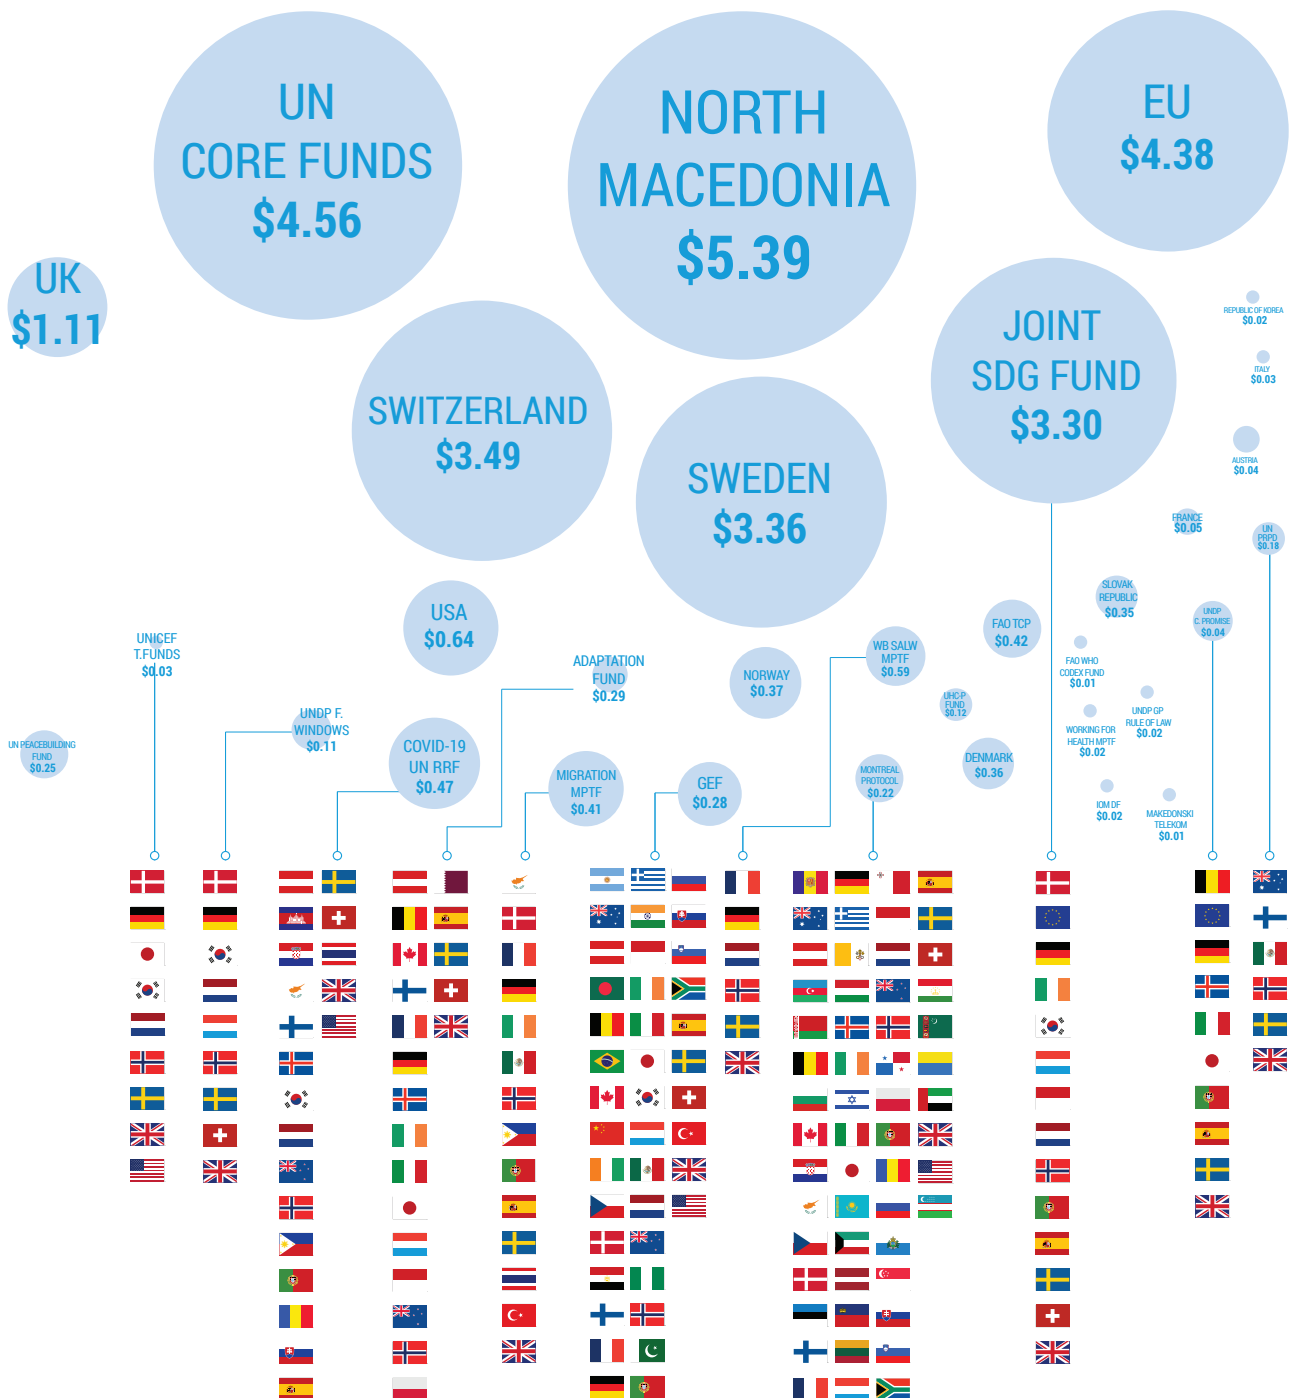 UN
CORE FUNDS
$4.56
NORTH
MACEDONIA
$5.39
EU
$4.38
UK
$1.11
SWITZERLAND
$3.49
SWEDEN
$3.36
JOINT
SDG FUND
$3.30
REPUBLIC OF KOREA
$0.02
ITALY
$0.03
AUSTRIA
$0.04
FRANCE
$0.05
UN
PRPD
$0.18
USA
$0.64
SLOVAK
REPUBLIC
$0.35
UNDP
C. PROMISE
$0.04
FAO TCP
$0.42
UNICEF
T.FUNDS
$0.03
ADAPTATION
FUND
$0.29
NORWAY
$0.37
WB SALW
MPTF
$0.59
FAO WHO
CODEX FUND
$0.01
UHC-P
FUND
$0.12
UNDP GP
RULE OF LAW
$0.02
WORKING FOR
HEALTH MPTF
$0.02
UNDP F.
WINDOWS
$0.11
UN PEACEBUILDING
FUND
$0.25
COVID-19
UN RRF
$0.47
MIGRATION
MPTF
$0.41
GEF
$0.28
MONTREAL
PROTOCOL
$0.22
DENMARK
$0.36
IOM DF
$0.02
MAKEDONSKI
TELEKOM
$0.01